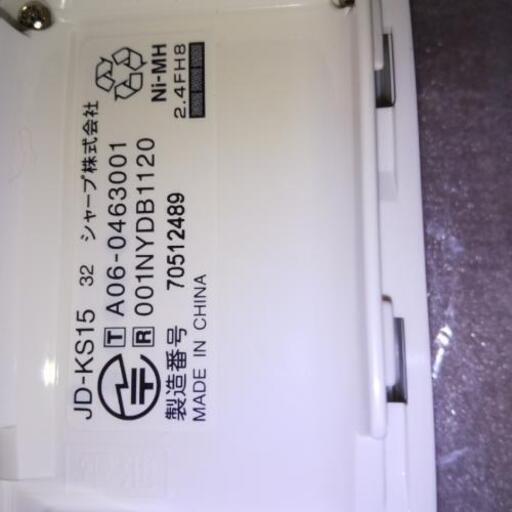 JD-KS15 32 シャープ株式会社
T A06-0463001
R 001NYDB1120
製造番号 70512489
MADE IN CHINA
Ni-MH
2.4FH8